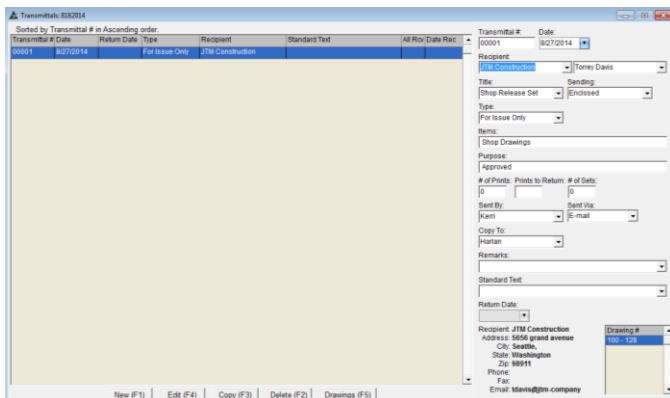 Transmittals: 8182014
Sorted by Transmittal # in Ascending order.
Transmittal # Date Return Date Type Recipient Standard Text All Rcv Date Rec
00001 8/27/2014 For Issue Only JTM Construction
Transmittal #: Date:
00001 8/27/2014
Recipient:
JTM Construction Torrey Davis
Title: Sending:
Shop Release Set Enclosed
Type:
For Issue Only
Items:
Shop Drawings
Purpose:
Approved
# of Prints: Prints to Return: # of Sets:
0 0
Sent By: Sent Via:
Kerri E-mail
Copy To:
Harlan
Remarks:
Standard Text:
Return Date:
Recipient: JTM Construction
Address: 5656 grand avenue
City: Seattle,
State: Washington
Zip: 98911
Phone:
Fax:
Email: tdavis@jtm-company
Drawing #
100 - 128
New (F1) Edit (F4) Copy (F3) Delete (F2) Drawings (F5)